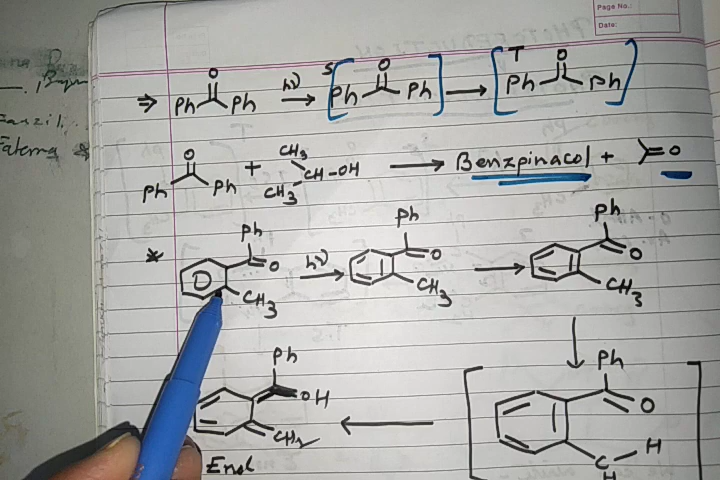 Page No.:
Date:
⇒ Ph O Ph hν → S [ Ph O Ph ] → T [ Ph O Ph ]
Ph O Ph + CH3 CH3 CH-OH → Benzpinacol + =O
* Ph O CH3 hν → Ph O CH3 → Ph O CH3
Ph OH CH2 ← [ Ph O C H H ]
Enol